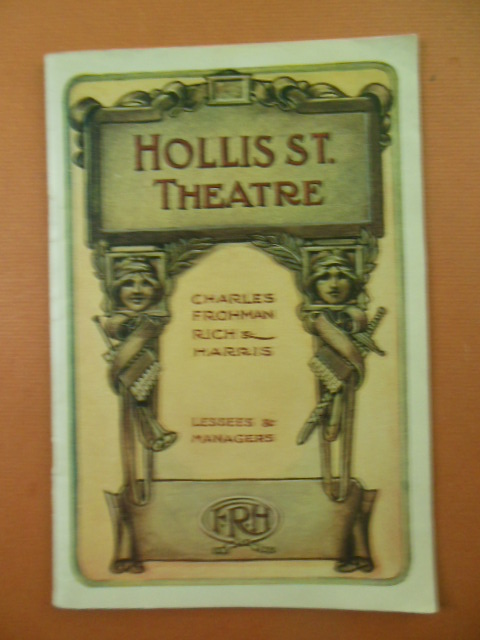 HOLLIS ST.
THEATRE
CHARLES
FROHMAN
RICH &
HARRIS
LESSEES &
MANAGERS
FRH